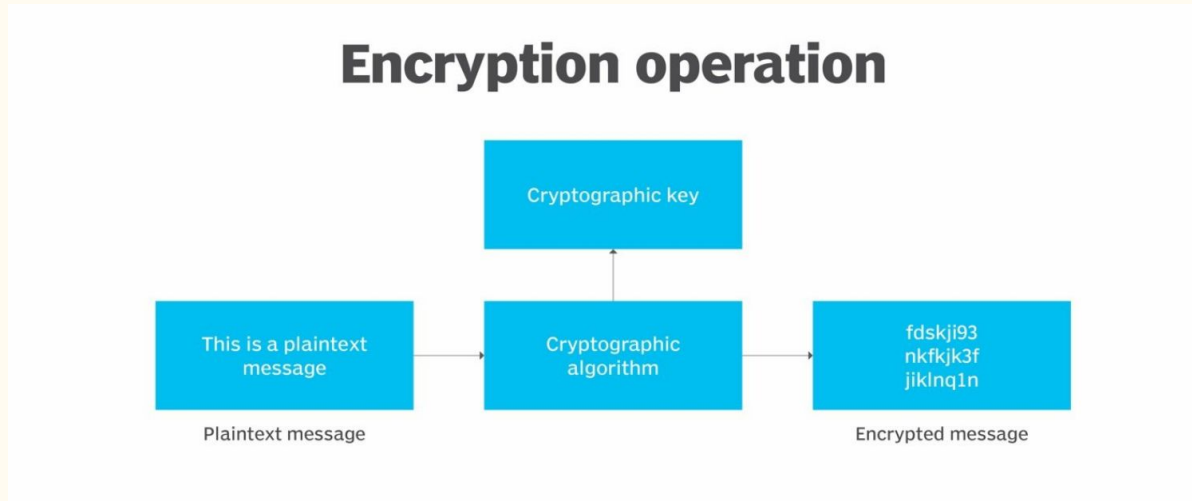 Encryption operation
Cryptographic key
This is a plaintext
message
Cryptographic
algorithm
fdskji93
nkfkjk3f
jiklnq1n
Plaintext message
Encrypted message